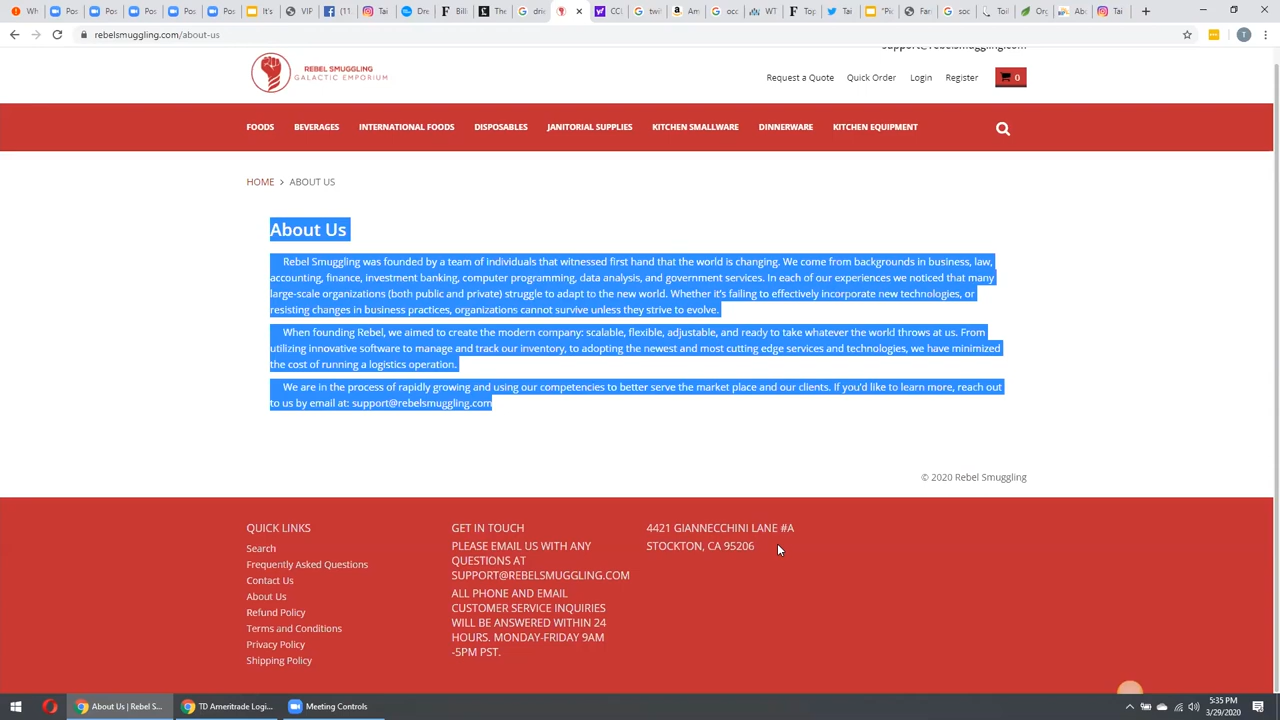 Tai
rebelsmuggling.com/about-us
support@rebelsmuggling.com
REBEL SMUGGLING
GALACTIC EMPORIUM
Request a Quote Quick Order Login Register 0
FOODS BEVERAGES INTERNATIONAL FOODS DISPOSABLES JANITORIAL SUPPLIES KITCHEN SMALLWARE DINNERWARE KITCHEN EQUIPMENT
HOME > ABOUT US
About Us
Rebel Smuggling was founded by a team of individuals that witnessed first hand that the world is changing. We come from backgrounds in business, law,
accounting, finance, investment banking, computer programming, data analysis, and government services. In each of our experiences we noticed that many
large-scale organizations (both public and private) struggle to adapt to the new world. Whether it's failing to effectively incorporate new technologies, or
resisting changes in business practices, organizations cannot survive unless they strive to evolve.
When founding Rebel, we aimed to create the modern company: scalable, flexible, adjustable, and ready to take whatever the world throws at us. From
utilizing innovative software to manage and track our inventory, to adopting the newest and most cutting edge services and technologies, we have minimized
the cost of running a logistics operation.
We are in the process of rapidly growing and using our competencies to better serve the market place and our clients. If you'd like to learn more, reach out
to us by email at: support@rebelsmuggling.com
© 2020 Rebel Smuggling
QUICK LINKS
Search
Frequently Asked Questions
Contact Us
About Us
Refund Policy
Terms and Conditions
Privacy Policy
Shipping Policy
GET IN TOUCH
PLEASE EMAIL US WITH ANY
QUESTIONS AT
SUPPORT@REBELSMUGGLING.COM
ALL PHONE AND EMAIL
CUSTOMER SERVICE INQUIRIES
WILL BE ANSWERED WITHIN 24
HOURS. MONDAY-FRIDAY 9AM
-5PM PST.
4421 GIANNECCHINI LANE #A
STOCKTON, CA 95206
About Us | Rebel S...
TD Ameritrade Logi...
Meeting Controls
5:35 PM
3/29/2020